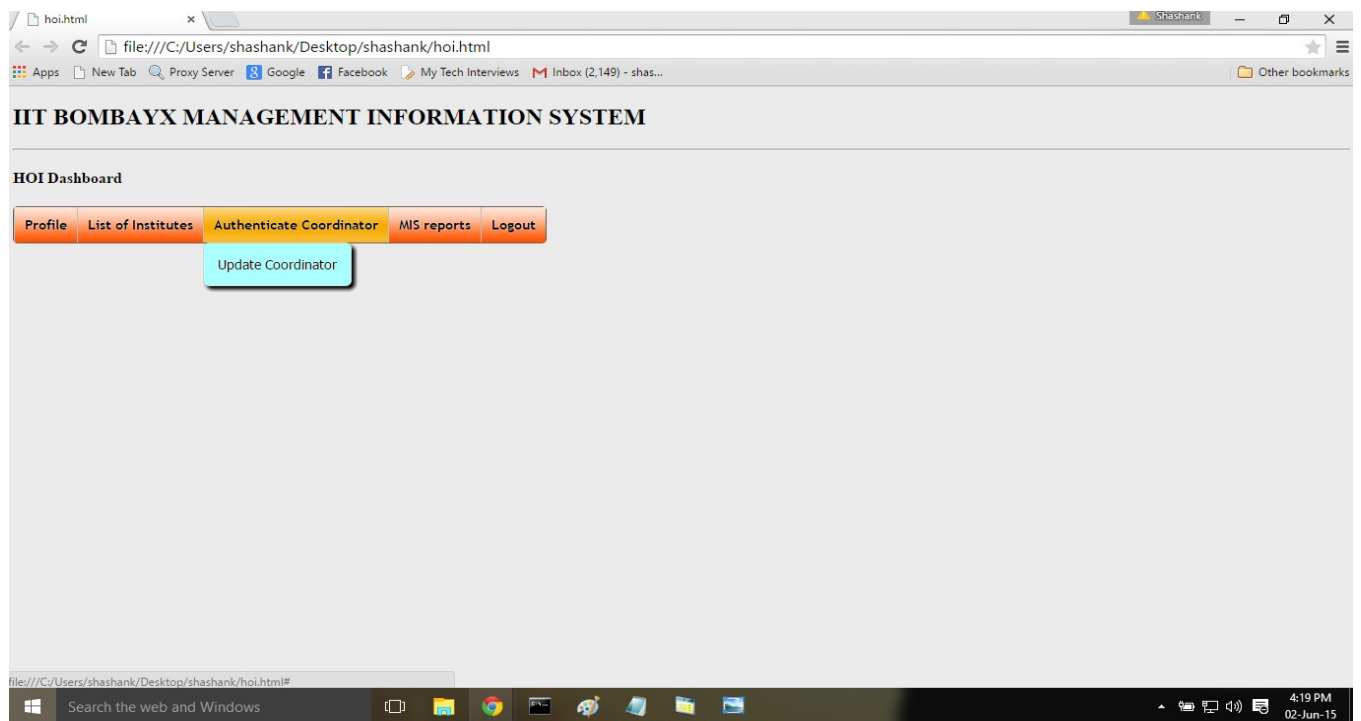 hoi.html
Shashank
file:///C:/Users/shashank/Desktop/shashank/hoi.html
Apps New Tab Proxy Server Google Facebook My Tech Interviews Inbox (2,149) - shas... Other bookmarks
IIT BOMBAYX MANAGEMENT INFORMATION SYSTEM
HOI Dashboard
Profile List of Institutes Authenticate Coordinator MIS reports Logout
Update Coordinator
file:///C:/Users/shashank/Desktop/shashank/hoi.html#
Search the web and Windows
4:19 PM
02-Jun-15